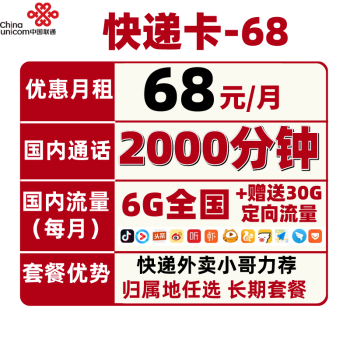 China
unicom中国联通
快递卡-68
优惠月租
68元/月
国内通话
2000分钟
国内流量
（每月）
6G全国
+赠送30G
定向流量
头条
套餐优势
快递外卖小哥力荐
归属地任选 长期套餐